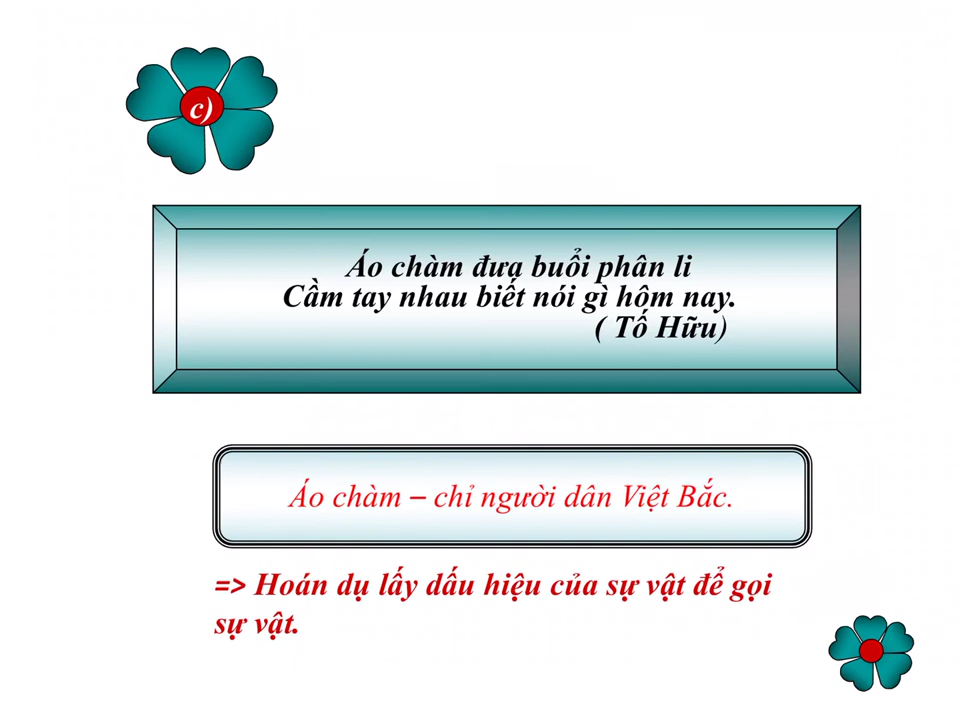 c)
Áo chàm đưa buổi phân li
Cầm tay nhau biết nói gì hôm nay.
( Tố Hữu)
Áo chàm – chỉ người dân Việt Bắc.
=> Hoán dụ lấy dấu hiệu của sự vật để gọi
sự vật.